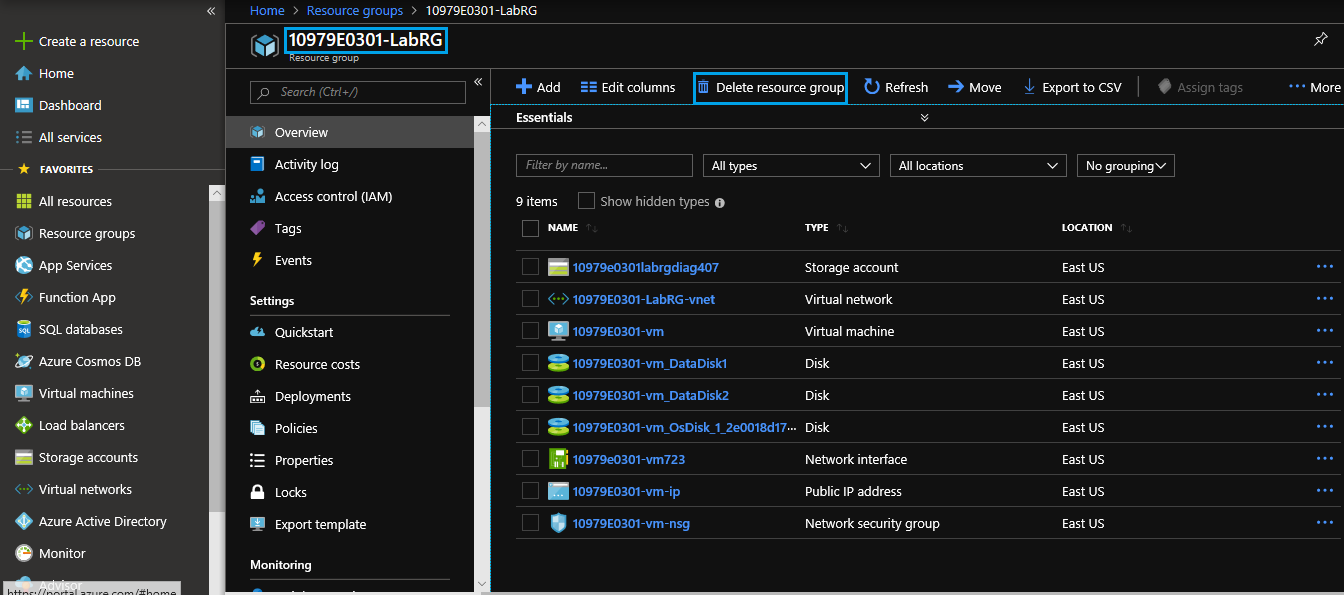 Create a resource
Home
Dashboard
All services
FAVORITES
All resources
Resource groups
App Services
Function App
SQL databases
Azure Cosmos DB
Virtual machines
Load balancers
Storage accounts
Virtual networks
Azure Active Directory
Monitor
Advisor
https://portal.azure.com/#home
Home > Resource groups > 10979E0301-LabRG
10979E0301-LabRG
Resource group
Search (Ctrl+/)
Overview
Activity log
Access control (IAM)
Tags
Events
Settings
Quickstart
Resource costs
Deployments
Policies
Properties
Locks
Export template
Monitoring
Add Edit columns Delete resource group Refresh Move Export to CSV Assign tags More
Essentials
Filter by name... All types All locations No grouping
9 items Show hidden types
NAME TYPE LOCATION
10979e0301labrgdiag407 Storage account East US
10979E0301-LabRG-vnet Virtual network East US
10979E0301-vm Virtual machine East US
10979E0301-vm_DataDisk1 Disk East US
10979E0301-vm_DataDisk2 Disk East US
10979E0301-vm_OsDisk_1_2e0018d17... Disk East US
10979e0301-vm723 Network interface East US
10979E0301-vm-ip Public IP address East US
10979E0301-vm-nsg Network security group East US